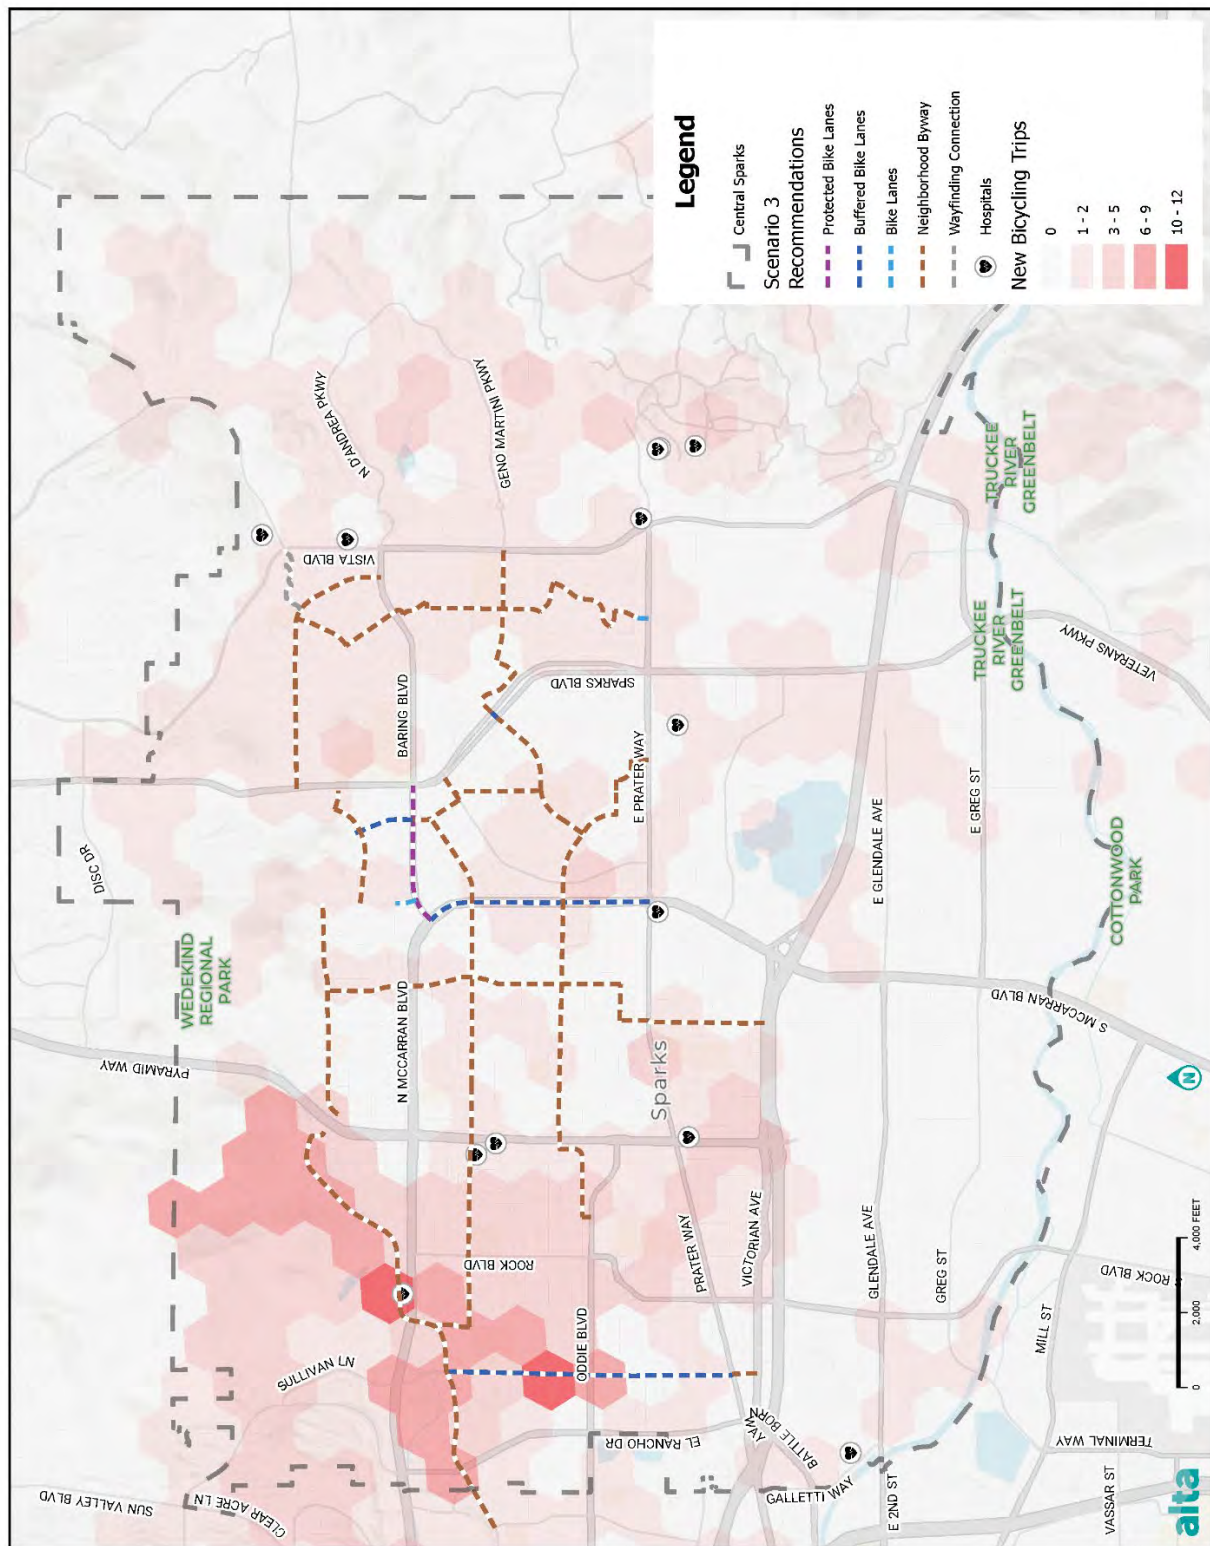 Legend
Central Sparks
Scenario 3
Recommendations
Protected Bike Lanes
Buffered Bike Lanes
Bike Lanes
Neighborhood Byway
Wayfinding Connection
Hospitals
New Bicycling Trips
0
1 - 2
3 - 5
6 - 9
10 - 12
SUN VALLEY BLVD
CLEAR ACRE LN
SULLIVAN LN
PYRAMID WAY
WEDEKIND
REGIONAL
PARK
DISC DR
VISTA BLVD
N D'ANDREA PKWY
N MCCARRAN BLVD
BARING BLVD
GENO MARTINI PKWY
ROCK BLVD
ODDIE BLVD
EL RANCHO DR
SPARKS BLVD
E PRATER WAY
Sparks
PRATER WAY
VICTORIAN AVE
BATTLE BORN
WAY
GALLETTI WAY
E 2ND ST
GLENDALE AVE
E GLENDALE AVE
GREG ST
E GREG ST
S MCCARRAN BLVD
MILL ST
ROCK BLVD
TERMINAL WAY
VASSAR ST
COTTONWOOD
PARK
TRUCKEE
RIVER
GREENBELT
TRUCKEE
RIVER
GREENBELT
VETERANS PKWY
alta
0
2,000
4,000 FEET
N